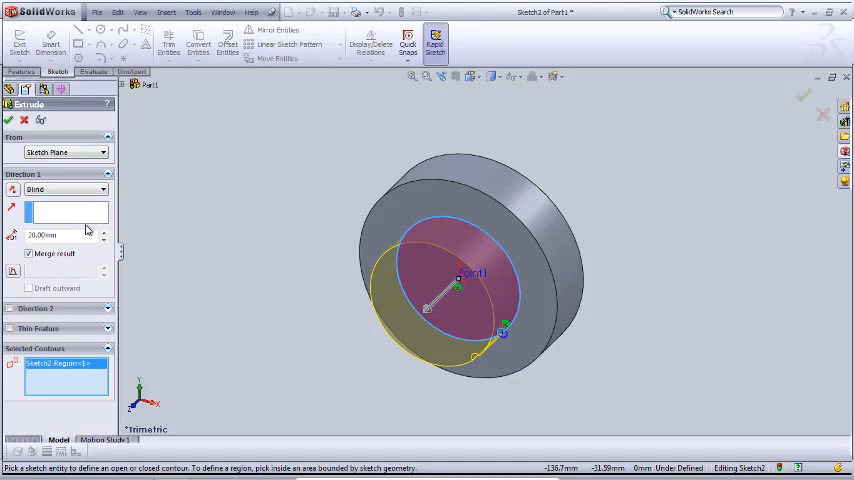 SolidWorks
File Edit View Insert Tools Window Help
Sketch2 of Part1 *
SolidWorks Search
Exit Sketch
Smart Dimension
Trim Entities
Convert Entities
Offset Entities
Mirror Entities
Linear Sketch Pattern
Move Entities
Display/Delete Relations
Quick Snaps
Rapid Sketch
Features Sketch Evaluate DimXpert
Part1
Extrude ?
From
Sketch Plane
Direction 1
Blind
20.00mm
Merge result
Draft outward
Direction 2
Thin Feature
Selected Contours
Sketch2-Region<1>
Point1
Y
X
Z
*Trimetric
Model Motion Study 1
Pick a sketch entity to define an open or closed contour. To define a region, pick inside an area bounded by sketch geometry. -136.7mm -31.59mm 0mm Under Defined Editing Sketch2